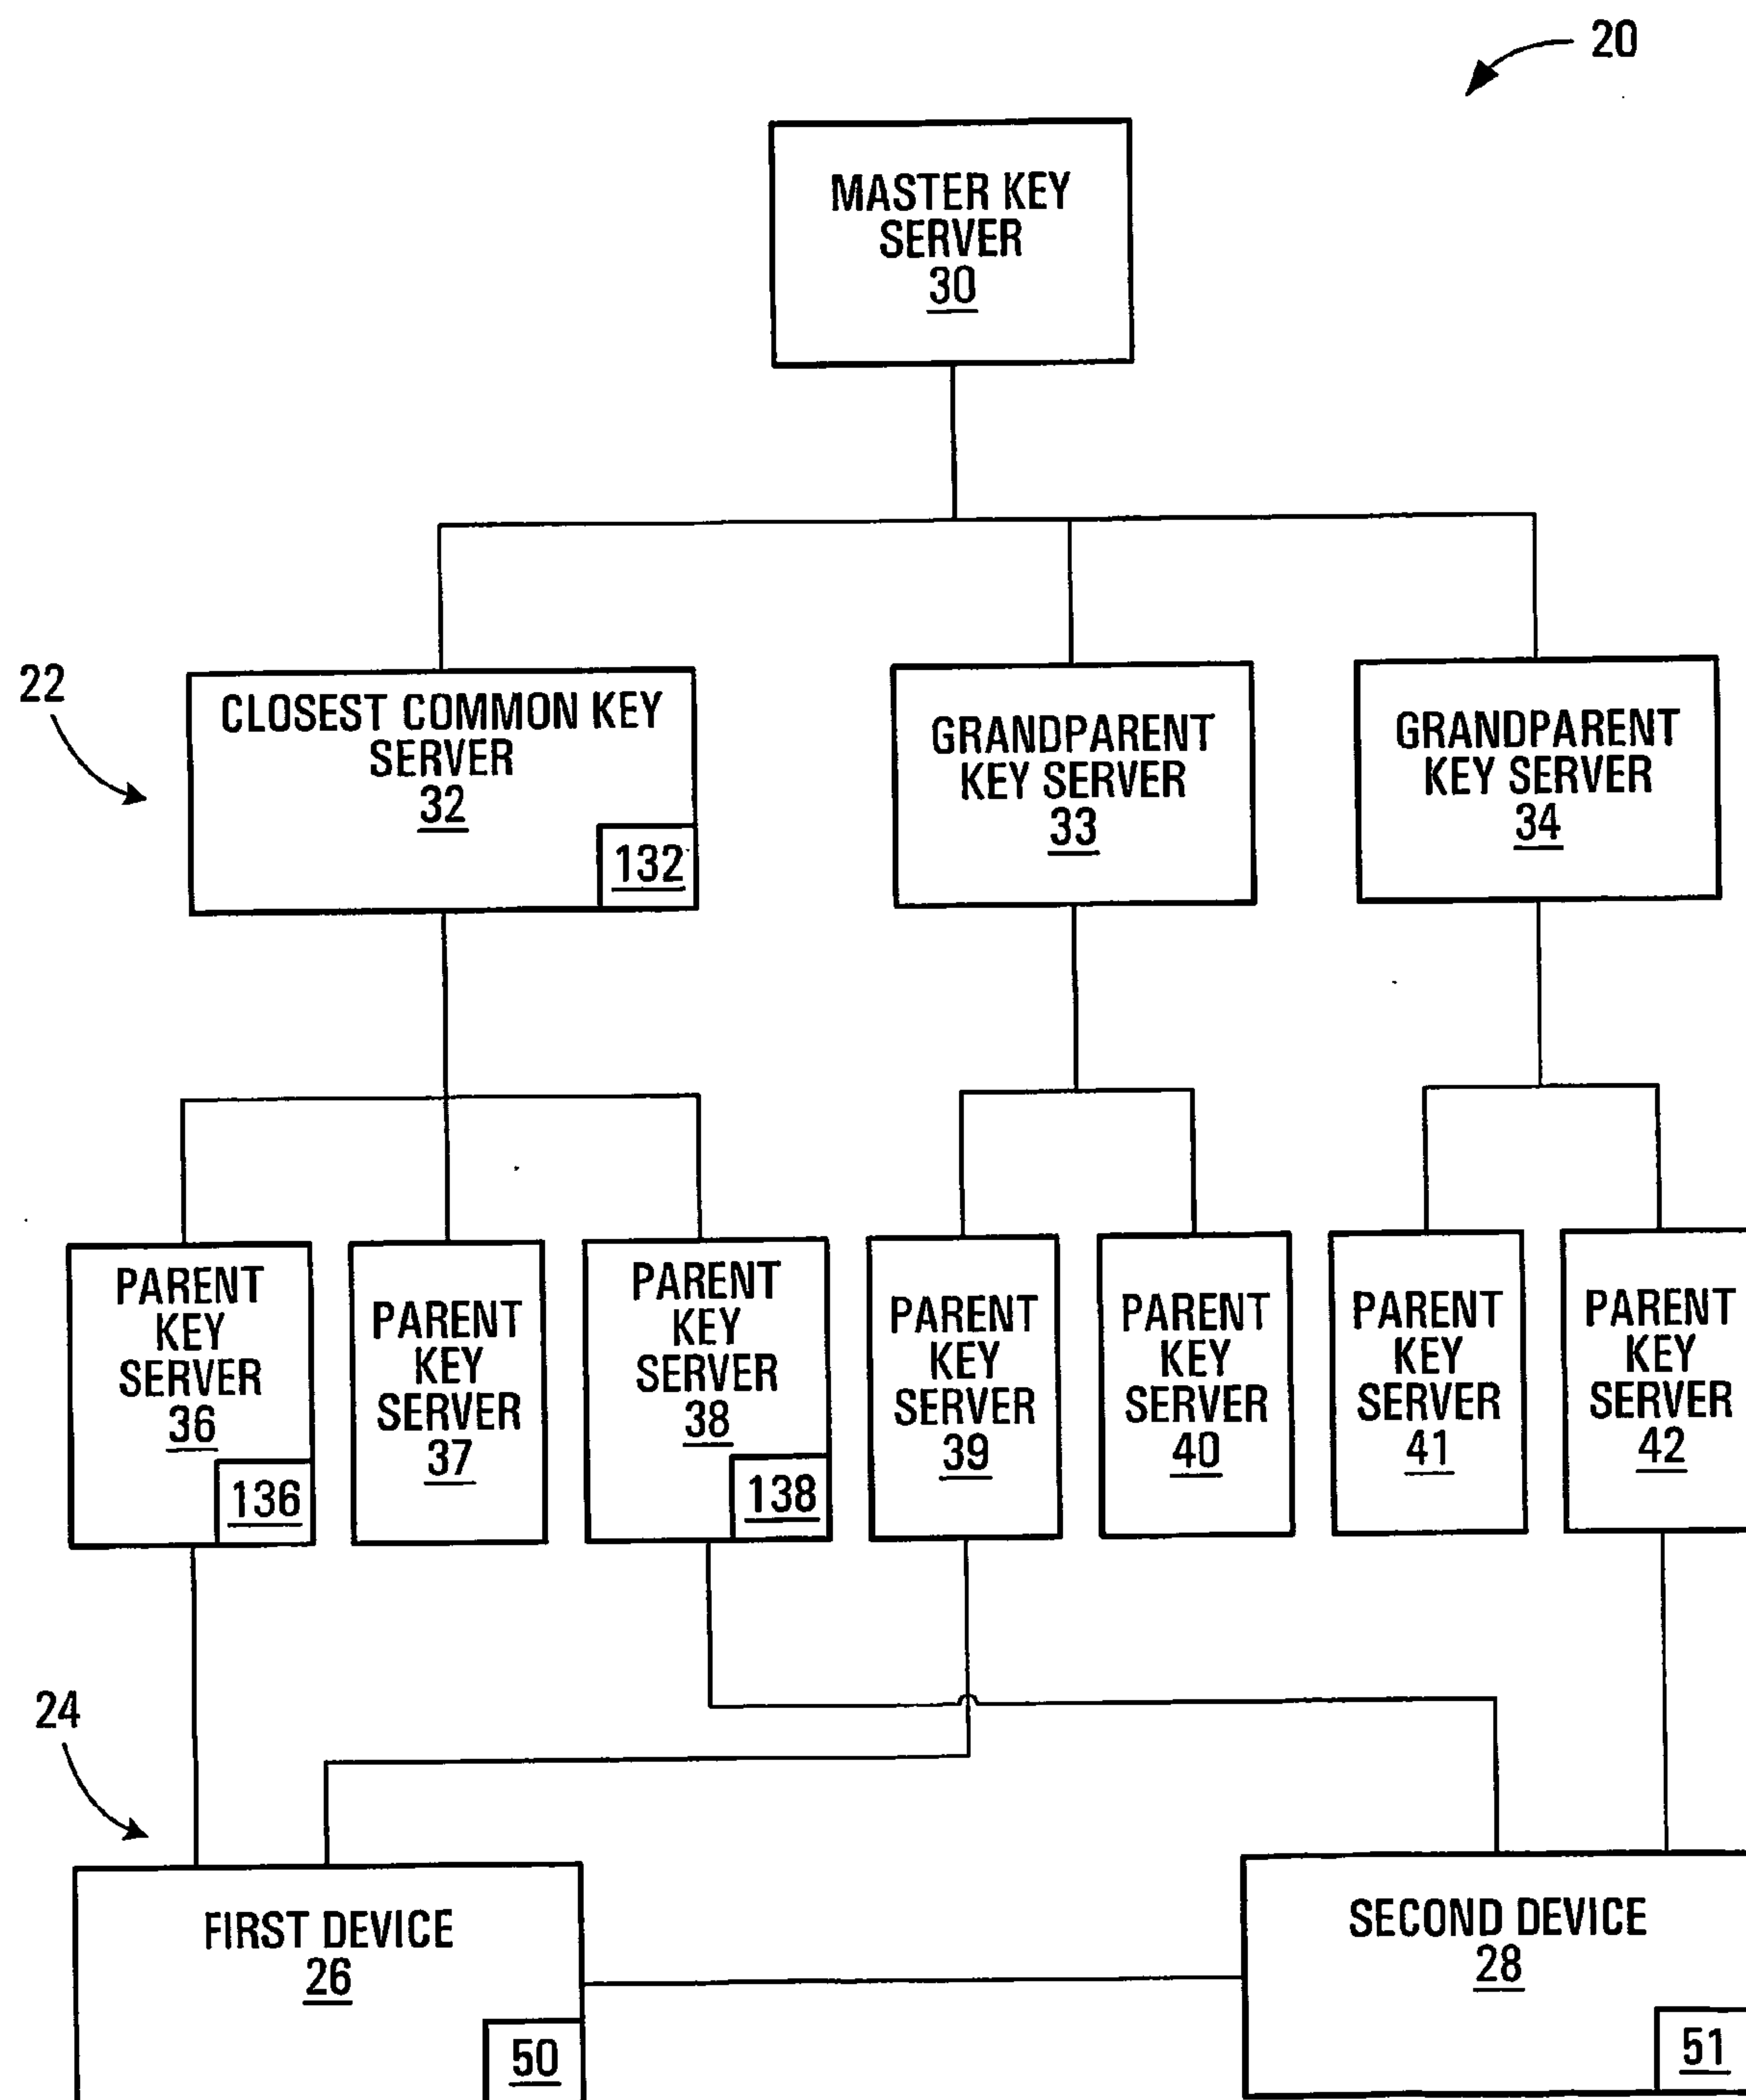 20
MASTER KEY
SERVER
30
22
CLOSEST COMMON KEY
SERVER
32
132
GRANDPARENT
KEY SERVER
33
GRANDPARENT
KEY SERVER
34
PARENT
KEY
SERVER
36
136
PARENT
KEY
SERVER
37
PARENT
KEY
SERVER
38
138
PARENT
KEY
SERVER
39
PARENT
KEY
SERVER
40
PARENT
KEY
SERVER
41
PARENT
KEY
SERVER
42
24
FIRST DEVICE
26
50
SECOND DEVICE
28
51